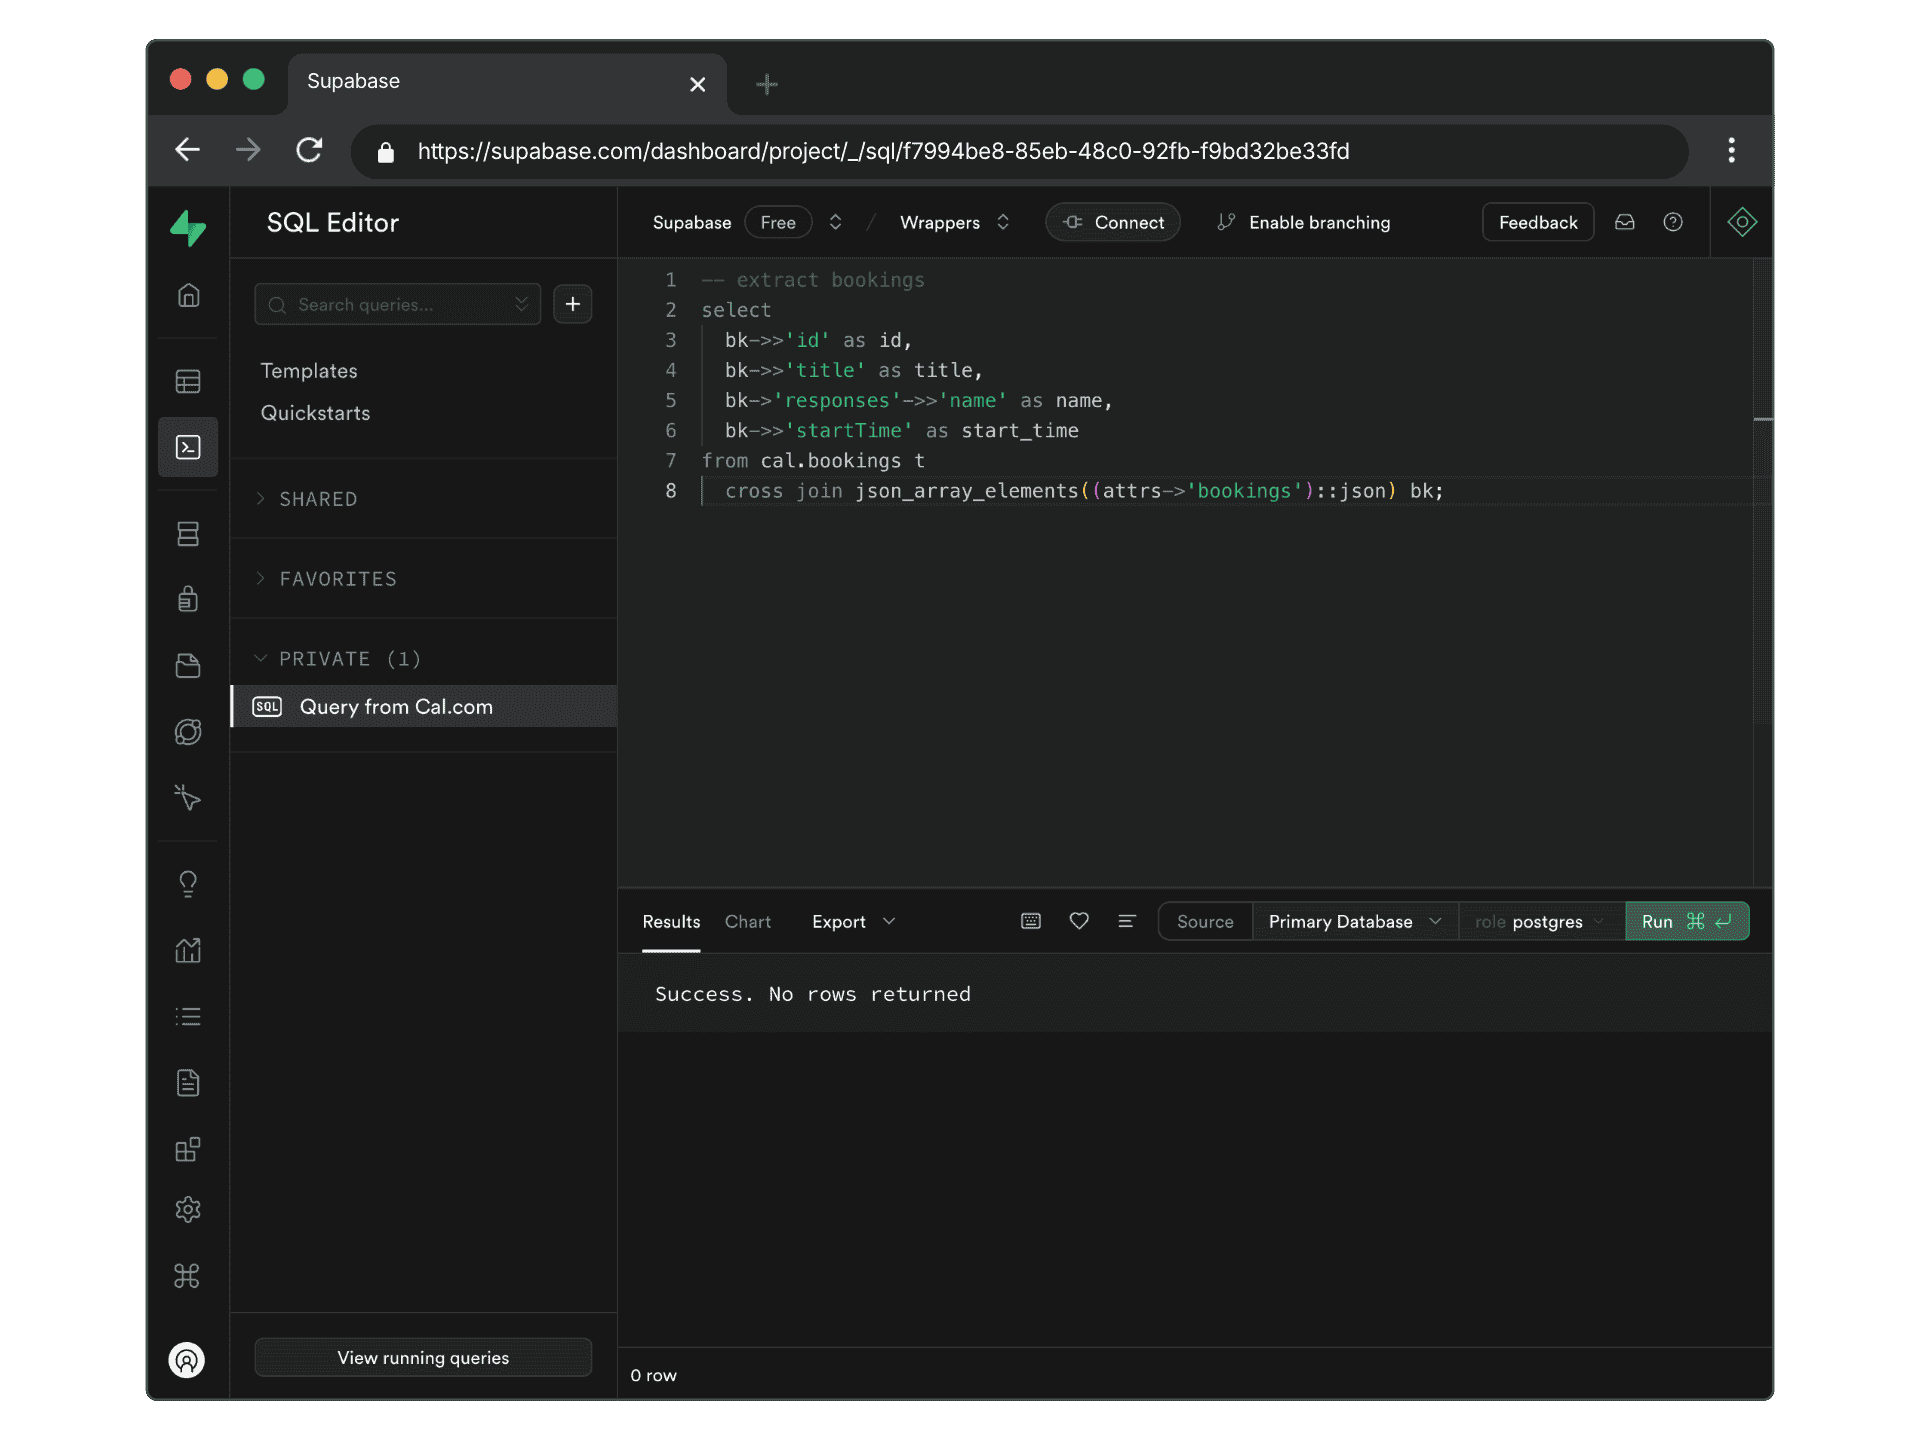 Supabase
https://supabase.com/dashboard/project/_/sql/f7994be8-85eb-48c0-92fb-f9bd32be33fd
SQL Editor
Supabase Free / Wrappers Connect Enable branching Feedback
Search queries...
Templates
Quickstarts
SHARED
FAVORITES
PRIVATE (1)
SQL Query from Cal.com
View running queries
1 -- extract bookings
2 select
3 bk->>'id' as id,
4 bk->>'title' as title,
5 bk->'responses'->>'name' as name,
6 bk->>'startTime' as start_time
7 from cal.bookings t
8 cross join json_array_elements((attrs->'bookings')::json) bk;
Results Chart Export Source Primary Database role postgres Run ⌘ ↵
Success. No rows returned
0 row